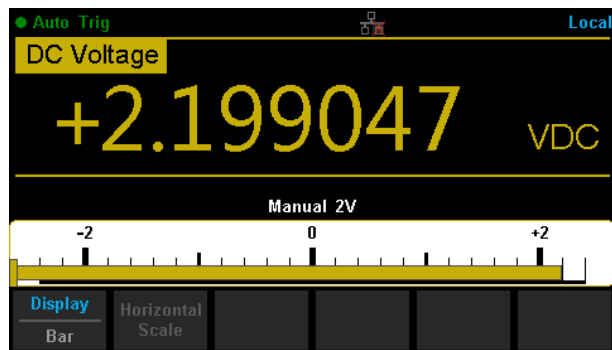 Auto Trig Local
DC Voltage
+2.199047 VDC
Manual 2V
-2 0 +2
Display Horizontal
Bar Scale